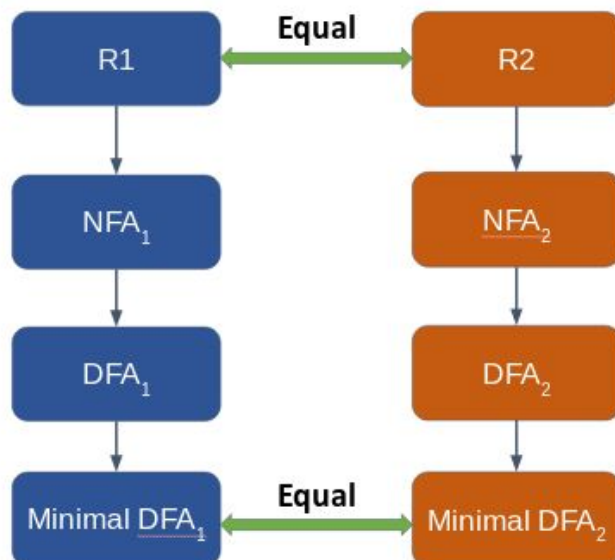 Equal
R1
R2
NFA₁
NFA₂
DFA₁
DFA₂
Equal
Minimal DFA₁
Minimal DFA₂